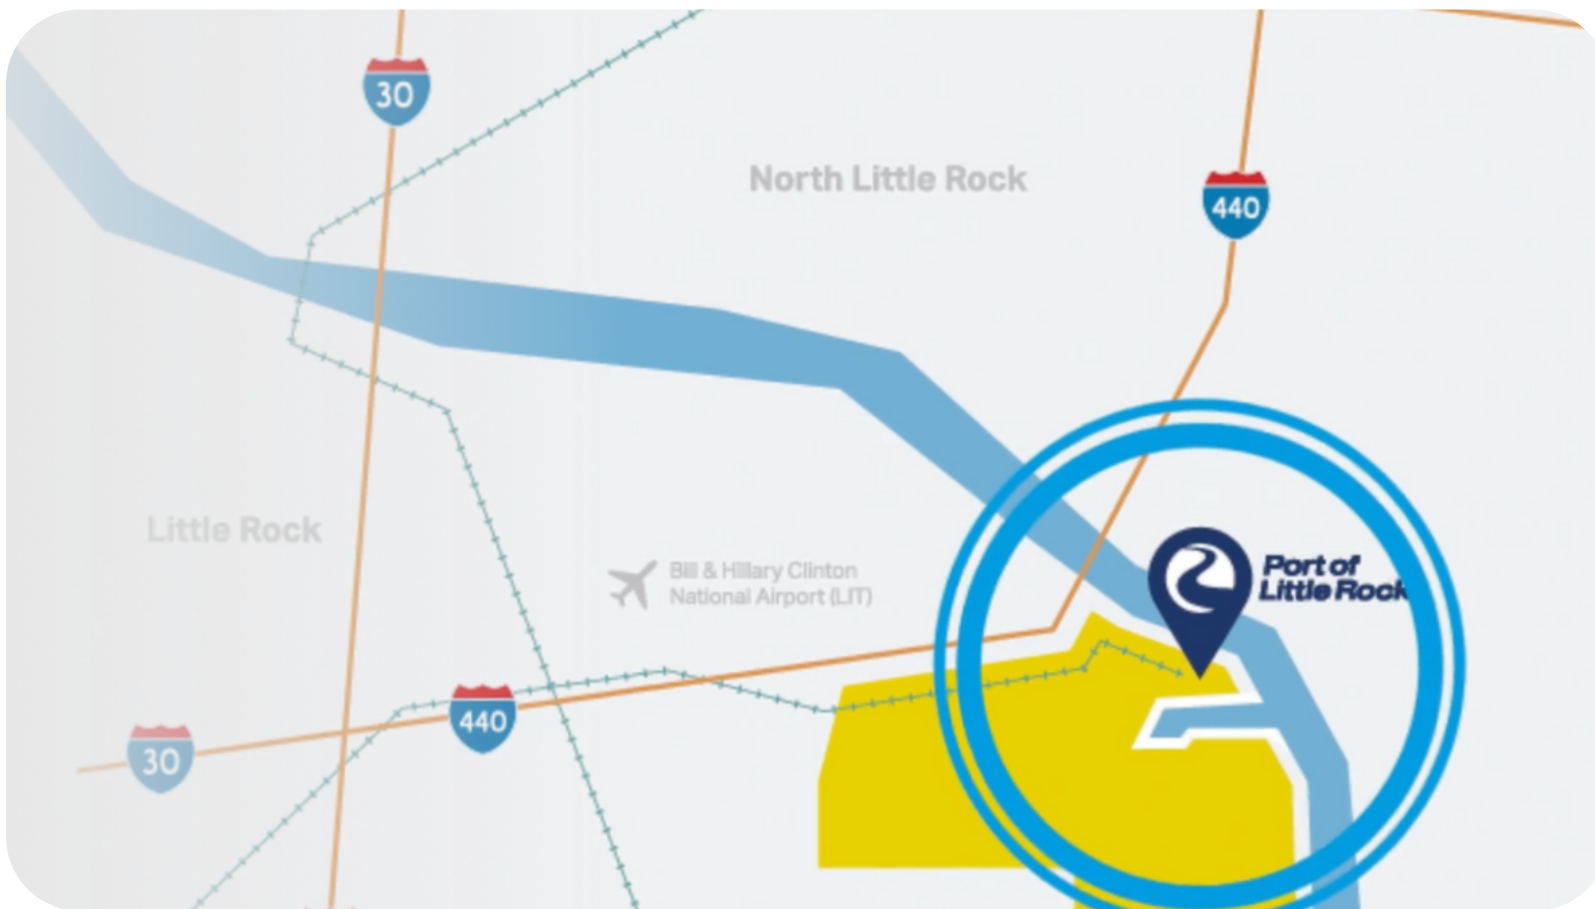 30
North Little Rock
440
Little Rock
Bill & Hillary Clinton
National Airport (LIT)
Port of
Little Rock
440
30